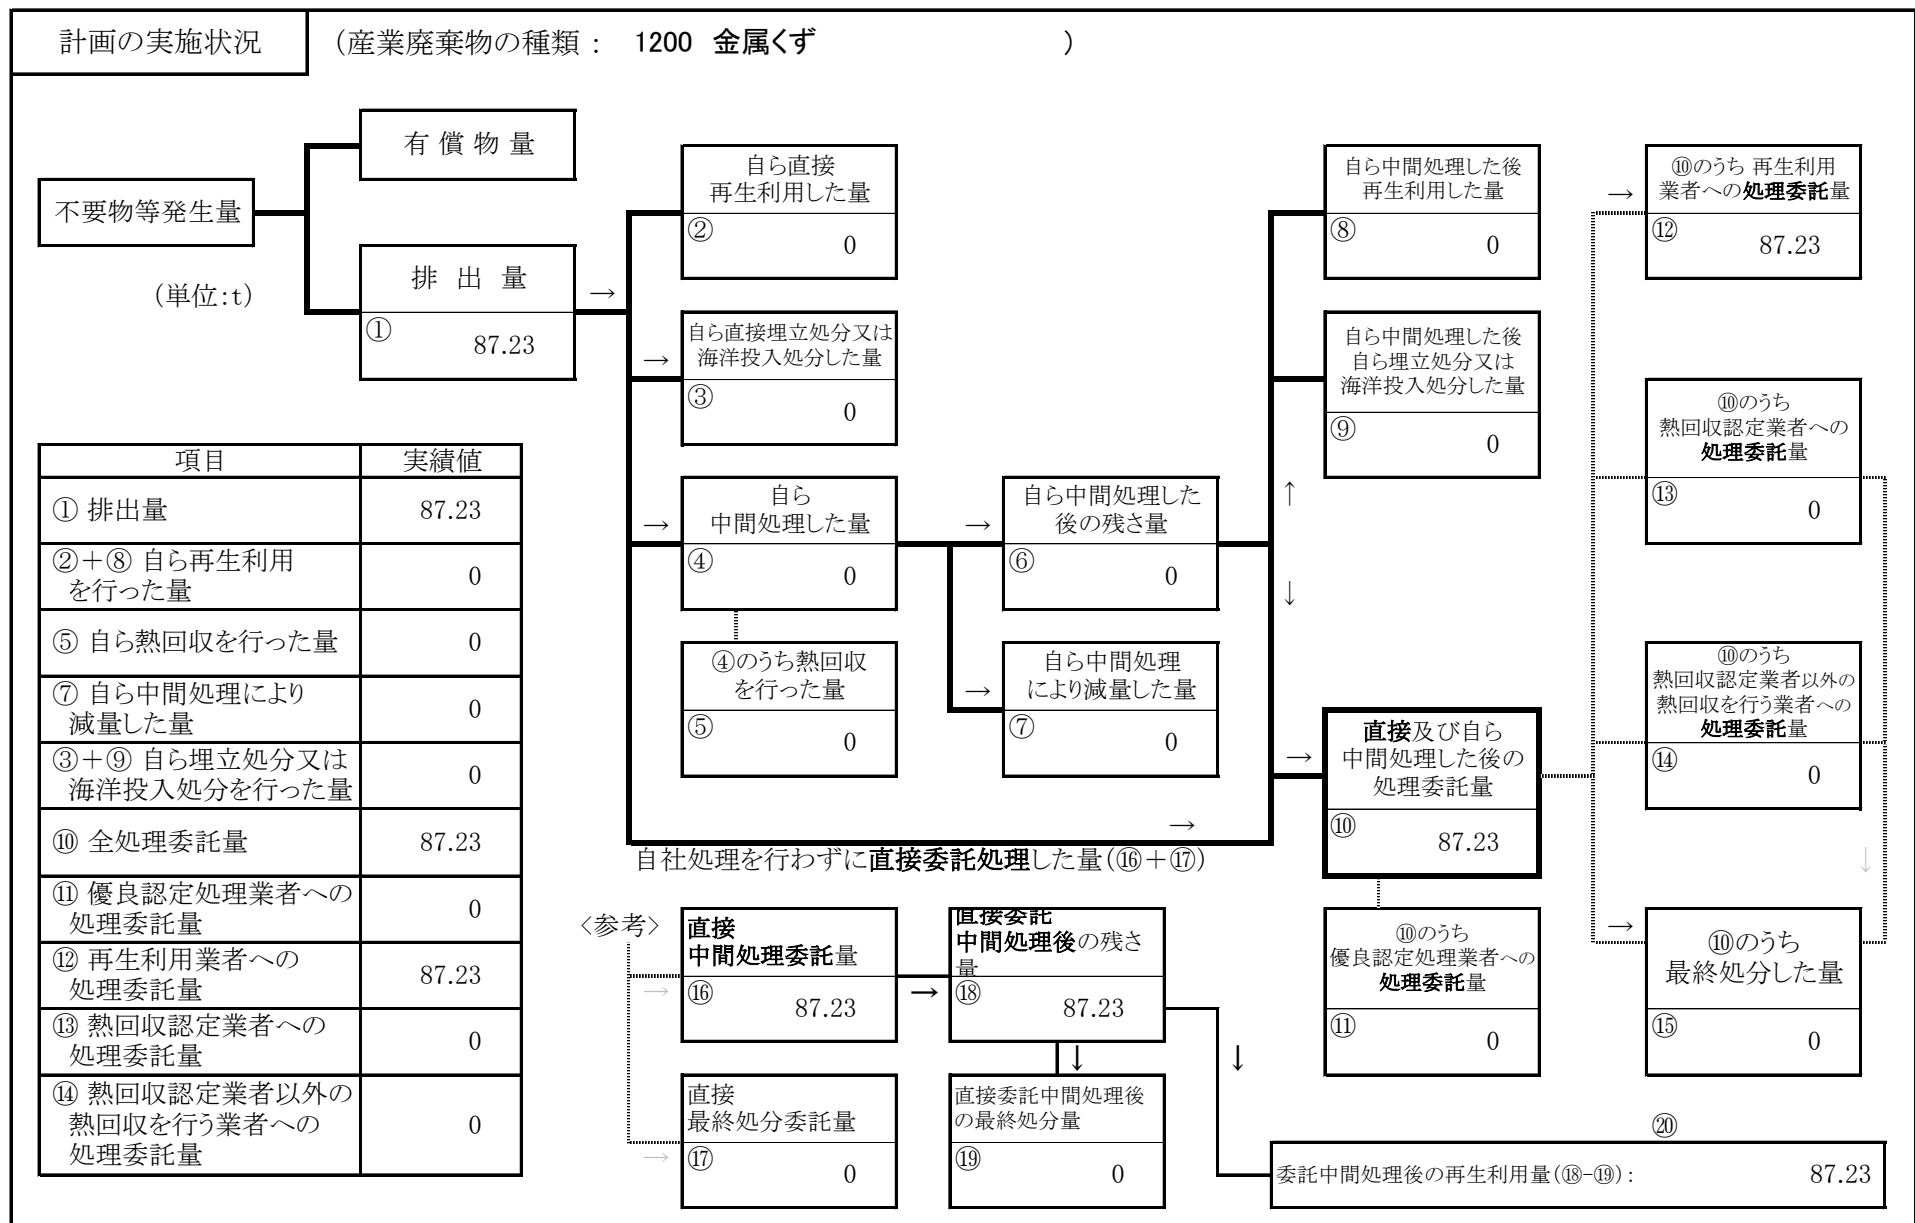 計画の実施状況
(産業廃棄物の種類： 1200 金属くず )
有 償 物 量
不要物等発生量
(単位:t)
排 出 量
①
87.23
→
自ら直接
再生利用した量
②
0
→
自ら直接埋立処分又は
海洋投入処分した量
③
0
→
自ら
中間処理した量
④
0
④のうち熱回収
を行った量
⑤
0
→
自ら中間処理した
後の残さ量
⑥
0
→
自ら中間処理
により減量した量
⑦
0
自ら中間処理した後
再生利用した量
⑧
0
自ら中間処理した後
自ら埋立処分又は
海洋投入処分した量
⑨
0
↑
↓
→
直接及び自ら
中間処理した後の
処理委託量
⑩
87.23
→
自社処理を行わずに直接委託処理した量(⑯＋⑰)
⑩のうち
優良認定処理業者への
処理委託量
⑪
0
→
⑩のうち 再生利用
業者への処理委託量
⑫
87.23
⑩のうち
熱回収認定業者への
処理委託量
⑬
0
⑩のうち
熱回収認定業者以外の
熱回収を行う業者への
処理委託量
⑭
0
↓
→
⑩のうち
最終処分した量
⑮
0
項目 実績値
① 排出量 87.23
②＋⑧ 自ら再生利用
を行った量 0
⑤ 自ら熱回収を行った量 0
⑦ 自ら中間処理により
減量した量 0
③＋⑨ 自ら埋立処分又は
海洋投入処分を行った量 0
⑩ 全処理委託量 87.23
⑪ 優良認定処理業者への
処理委託量 0
⑫ 再生利用業者への
処理委託量 87.23
⑬ 熱回収認定業者への
処理委託量 0
⑭ 熱回収認定業者以外の
熱回収を行う業者への
処理委託量 0
〈参考〉
→
直接
中間処理委託量
⑯
87.23
→
直接委託
中間処理後の残さ
量
⑱
87.23
↓
↓
→
直接
最終処分委託量
⑰
0
直接委託中間処理後
の最終処分量
⑲
0
⑳
委託中間処理後の再生利用量(⑱-⑲)： 87.23